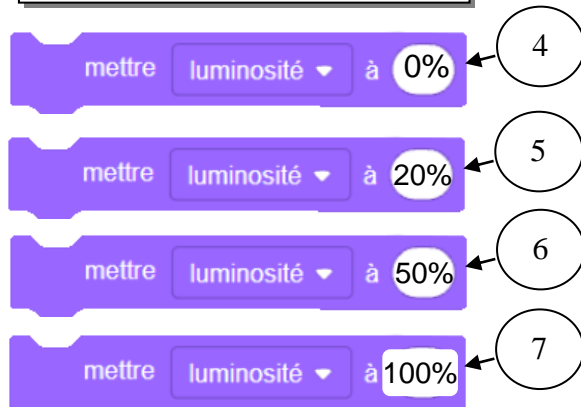 mettre luminosité à 0% 4
mettre luminosité à 20% 5
mettre luminosité à 50% 6
mettre luminosité à 100% 7